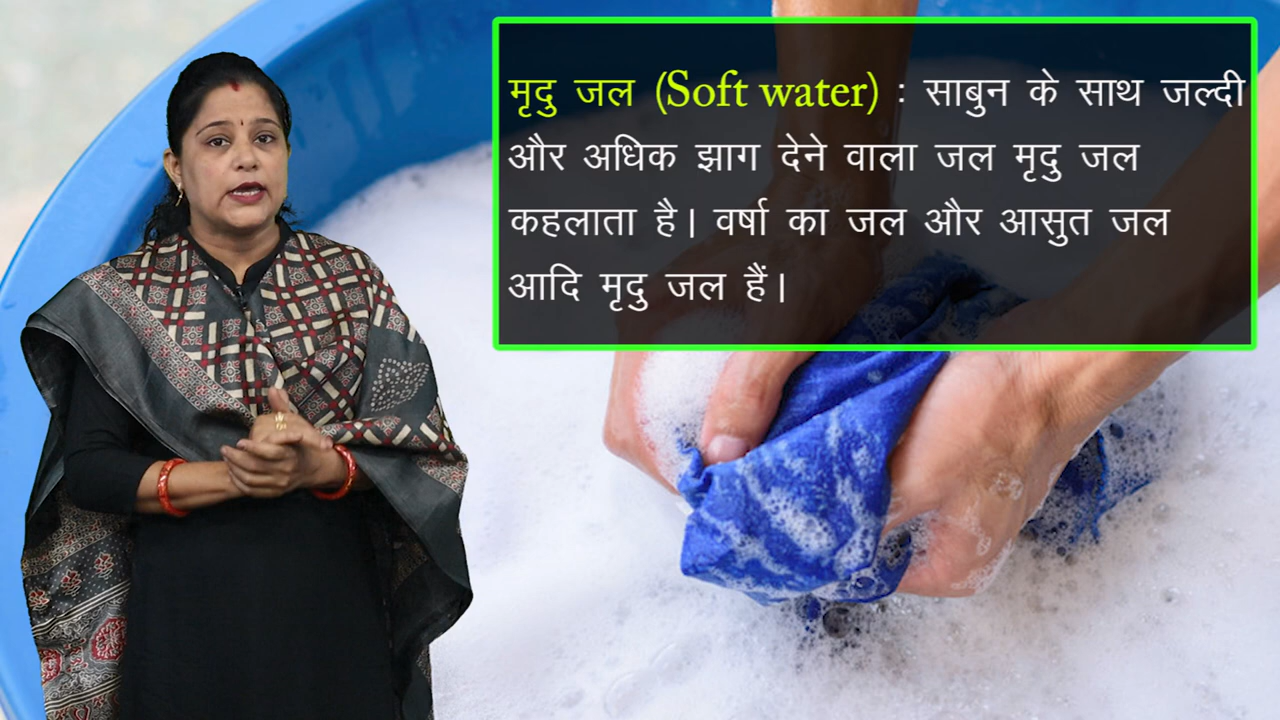 मृदु जल (Soft water) : साबुन के साथ जल्दी
और अधिक झाग देने वाला जल मृदु जल
कहलाता है। वर्षा का जल और आसुत जल
आदि मृदु जल हैं।